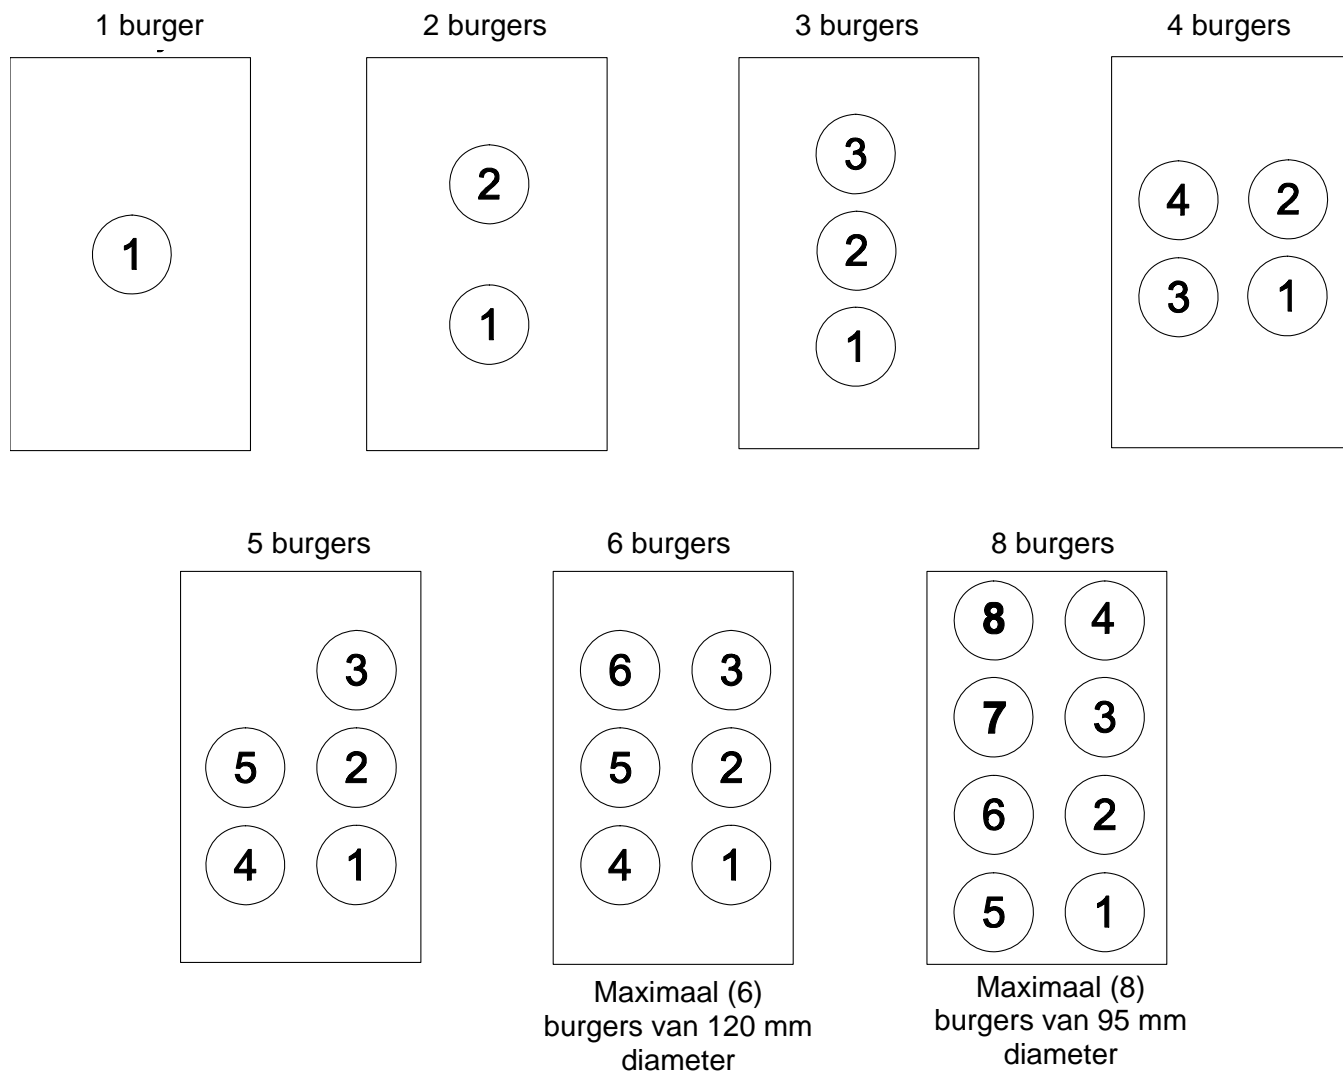 1 burger
2 burgers
3 burgers
4 burgers
1
2
1
3
2
1
4 2
3 1
5 burgers
6 burgers
8 burgers
3
5 2
4 1
6 3
5 2
4 1
8 4
7 3
6 2
5 1
Maximaal (6)
burgers van 120 mm
diameter
Maximaal (8)
burgers van 95 mm
diameter